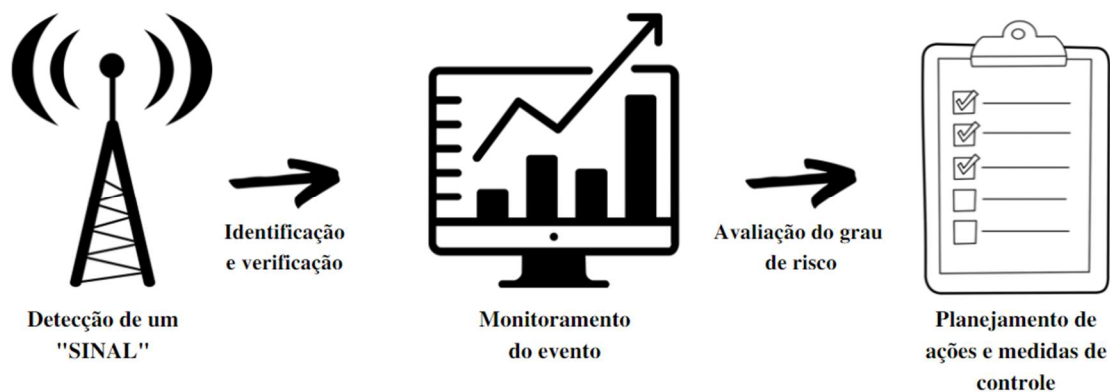 Detecção de um
"SINAL"
Identificação
e verificação
Monitoramento
do evento
Avaliação do grau
de risco
Planejamento de
ações e medidas de
controle